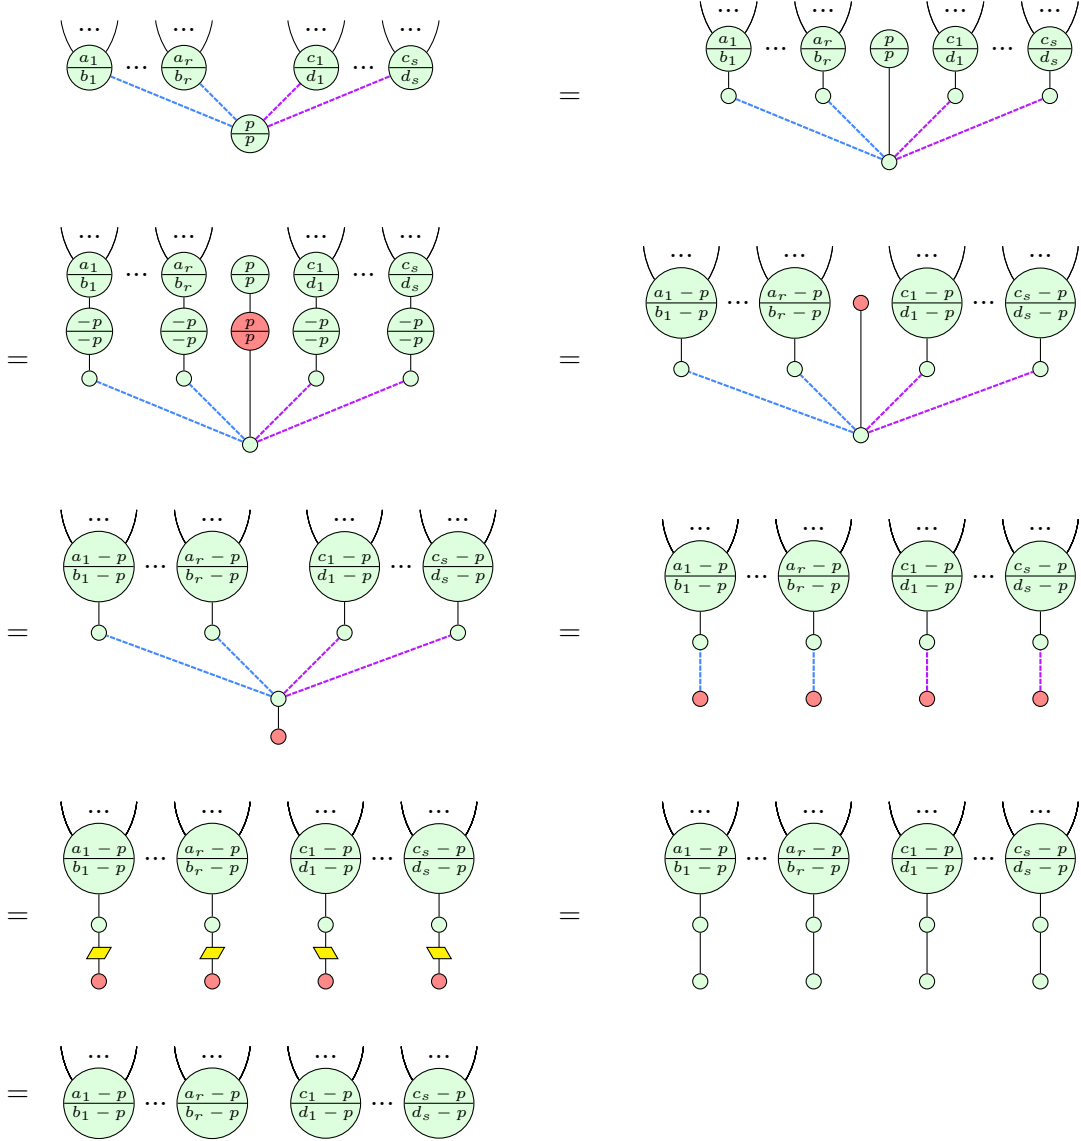 ... ... ... ...
a₁/b₁ ... aᵣ/bᵣ c₁/d₁ ... cₛ/dₛ
p/p
= ... ... ... ...
a₁/b₁ ... aᵣ/bᵣ p/p c₁/d₁ ... cₛ/dₛ
... ... ... ...
a₁/b₁ ... aᵣ/bᵣ p/p c₁/d₁ ... cₛ/dₛ
-p/-p -p/-p p/p -p/-p -p/-p
=
= ... ... ... ...
a₁ - p/b₁ - p ... aᵣ - p/bᵣ - p c₁ - p/d₁ - p ... cₛ - p/dₛ - p
... ... ... ...
a₁ - p/b₁ - p ... aᵣ - p/bᵣ - p c₁ - p/d₁ - p ... cₛ - p/dₛ - p
=
= ... ... ... ...
a₁ - p/b₁ - p ... aᵣ - p/bᵣ - p c₁ - p/d₁ - p ... cₛ - p/dₛ - p
... ... ... ...
a₁ - p/b₁ - p ... aᵣ - p/bᵣ - p c₁ - p/d₁ - p ... cₛ - p/dₛ - p
=
= ... ... ... ...
a₁ - p/b₁ - p ... aᵣ - p/bᵣ - p c₁ - p/d₁ - p ... cₛ - p/dₛ - p
... ... ... ...
= a₁ - p/b₁ - p ... aᵣ - p/bᵣ - p c₁ - p/d₁ - p ... cₛ - p/dₛ - p